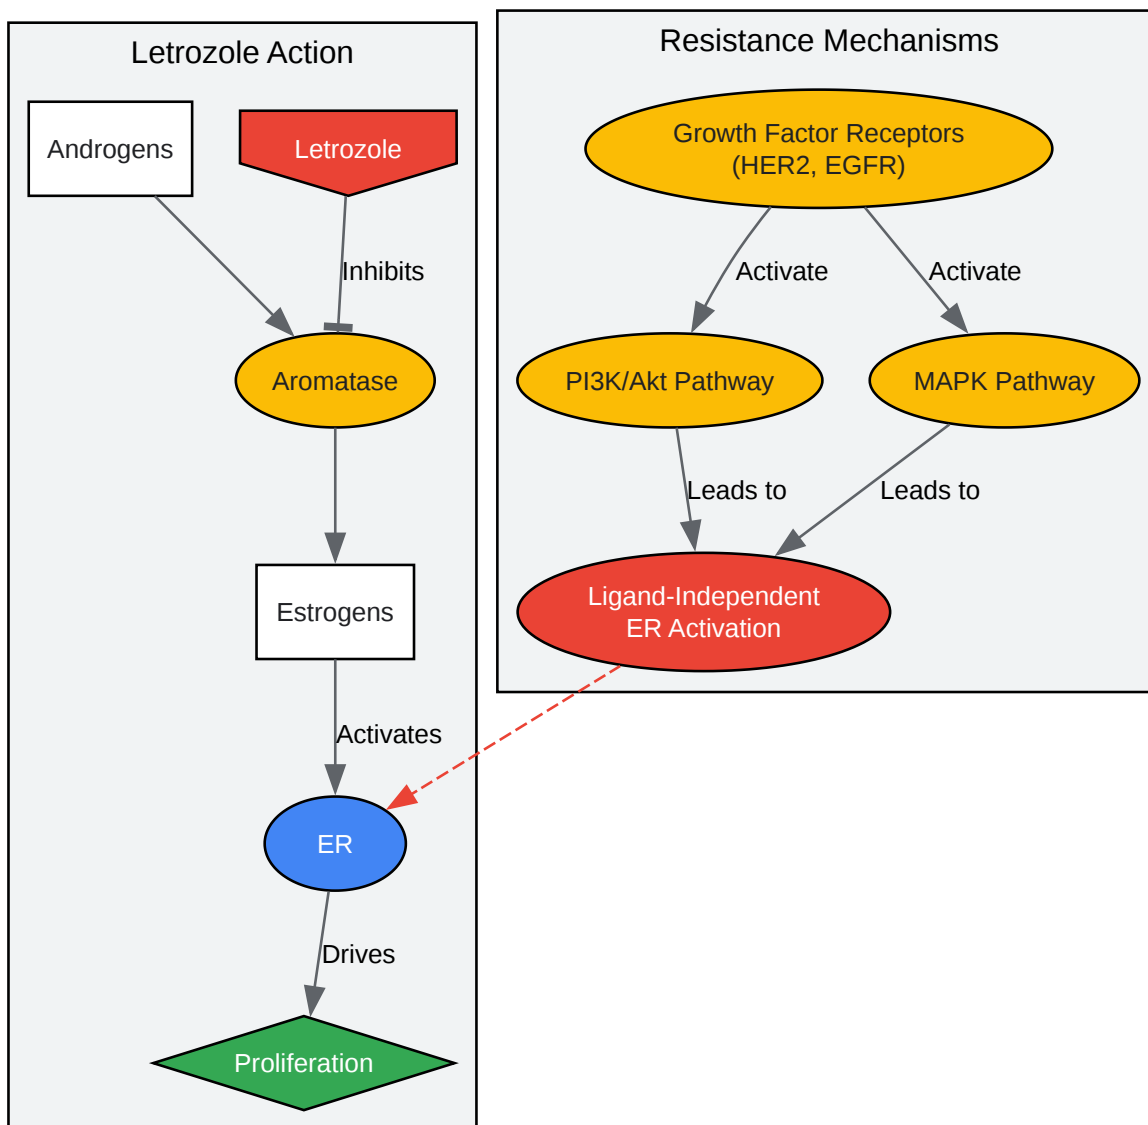 Letrozole Action
Androgens
Letrozole
Inhibits
Aromatase
Estrogens
Activates
ER
Drives
Proliferation
Resistance Mechanisms
Growth Factor Receptors
(HER2, EGFR)
Activate
Activate
PI3K/Akt Pathway
MAPK Pathway
Leads to
Leads to
Ligand-Independent
ER Activation